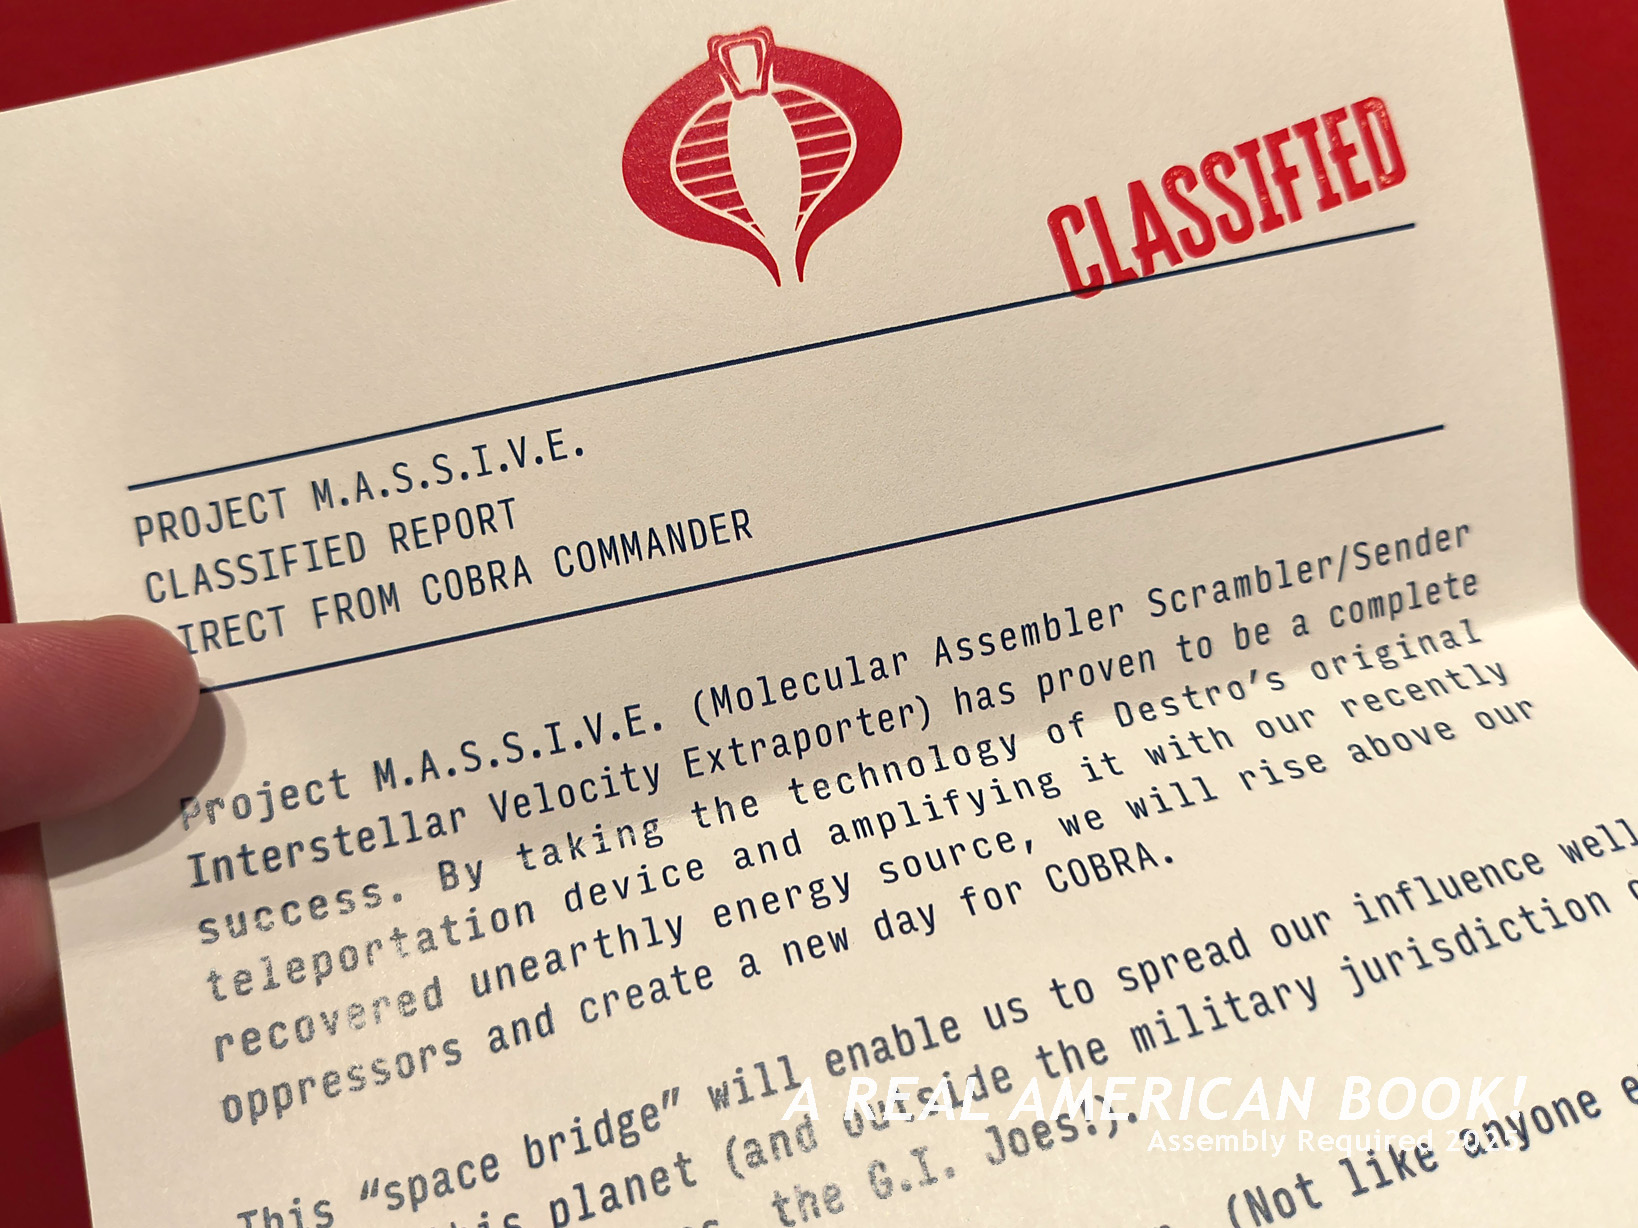 CLASSIFIED
PROJECT M.A.S.S.I.V.E.
CLASSIFIED REPORT
IRECT FROM COBRA COMMANDER
Project M.A.S.S.I.V.E. (Molecular Assembler Scrambler/Sender
Interstellar Velocity Extraporter) has proven to be a complete
success. By taking the technology of Destro’s original
teleportation device and amplifying it with our recently
recovered unearthly energy source, we will rise above our
oppressors and create a new day for COBRA.
This “space bridge” will enable us to spread our influence well
planet (and outside the military jurisdiction
the G.I. Joes!).
(Not like anyone
A REAL AMERICAN BOOK!
Assembly Required 2025